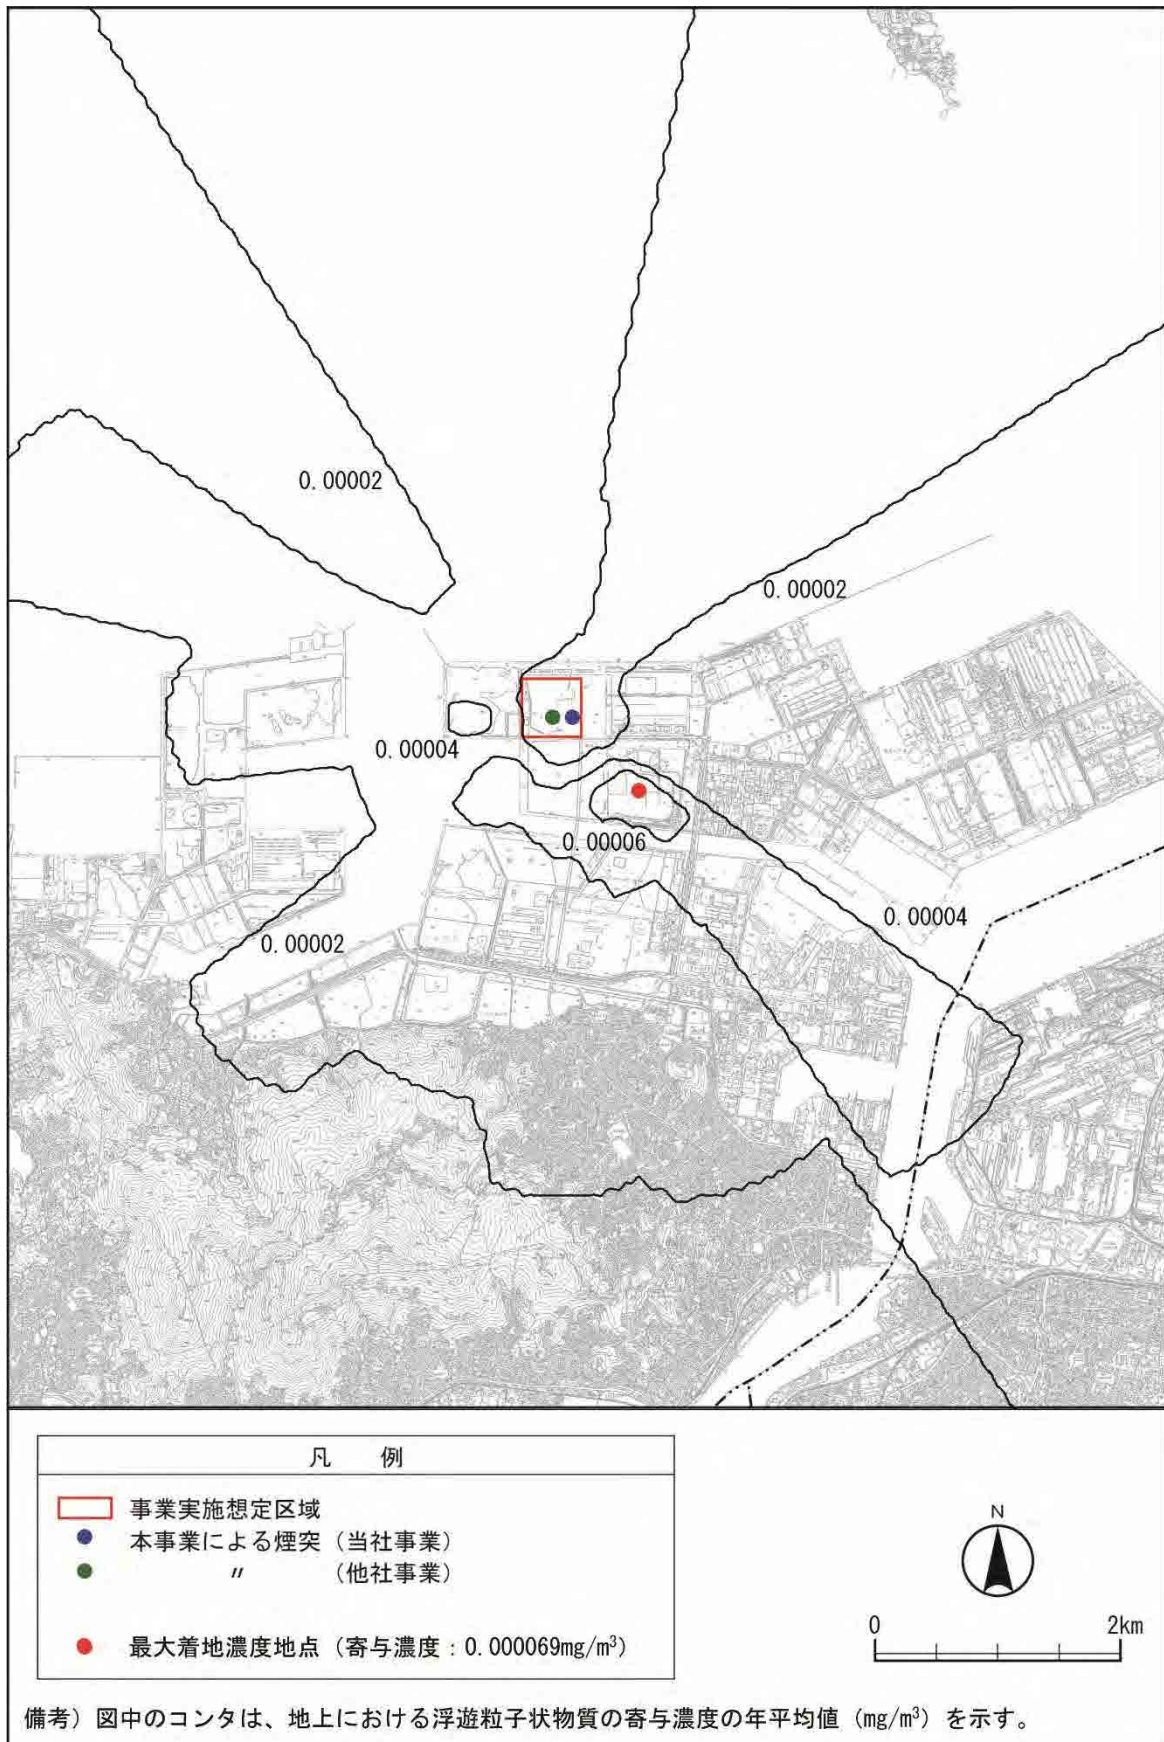 0.00002
0.00002
0.00004
0.00006
0.00004
0.00002
凡　例
事業実施想定区域
本事業による煙突（当社事業）
〃　（他社事業）
最大着地濃度地点（寄与濃度：0.000069mg/m³）
N
0　2km
備考）図中のコンタは、地上における浮遊粒子状物質の寄与濃度の年平均値（mg/m³）を示す。